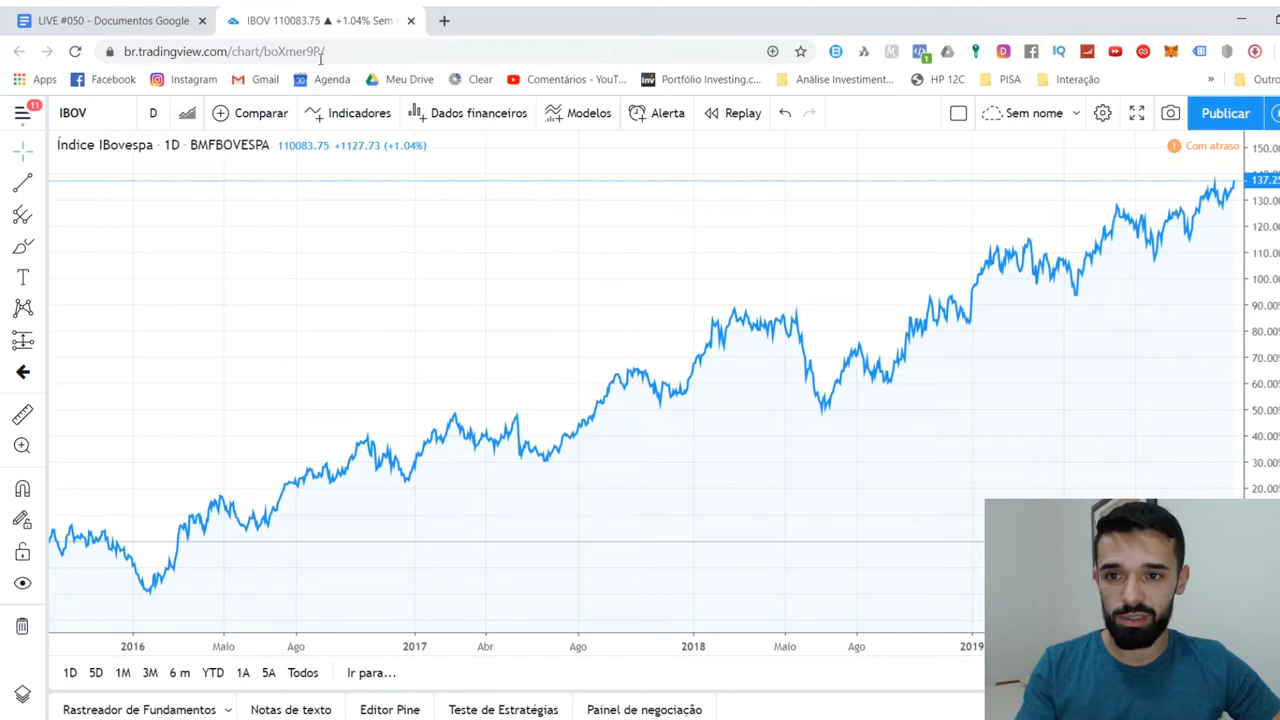 LIVE #050 - Documentos Google
IBOV 110083.75 ▲ +1.04% Sem
br.tradingview.com/chart/boXmer9P/
Apps Facebook Instagram Gmail Agenda Meu Drive Clear Comentários - YouT... Portfólio Investing.c... Análise Investiment... HP 12C PISA Interação » Outro
11
IBOV D Comparar Indicadores Dados financeiros Modelos Alerta Replay Sem nome Publicar
Índice IBovespa · 1D · BMFBOVESPA 110083.75 +1127.73 (+1.04%) Com atraso
150.00
137.25
130.00
120.00
110.00
100.00
90.00%
80.00%
70.00%
60.00%
50.00%
40.00%
30.00%
20.00%
2016 Maio Ago 2017 Abr Ago 2018 Maio Ago 2019
1D 5D 1M 3M 6 m YTD 1A 5A Todos Ir para...
Rastreador de Fundamentos Notas de texto Editor Pine Teste de Estratégias Painel de negociação